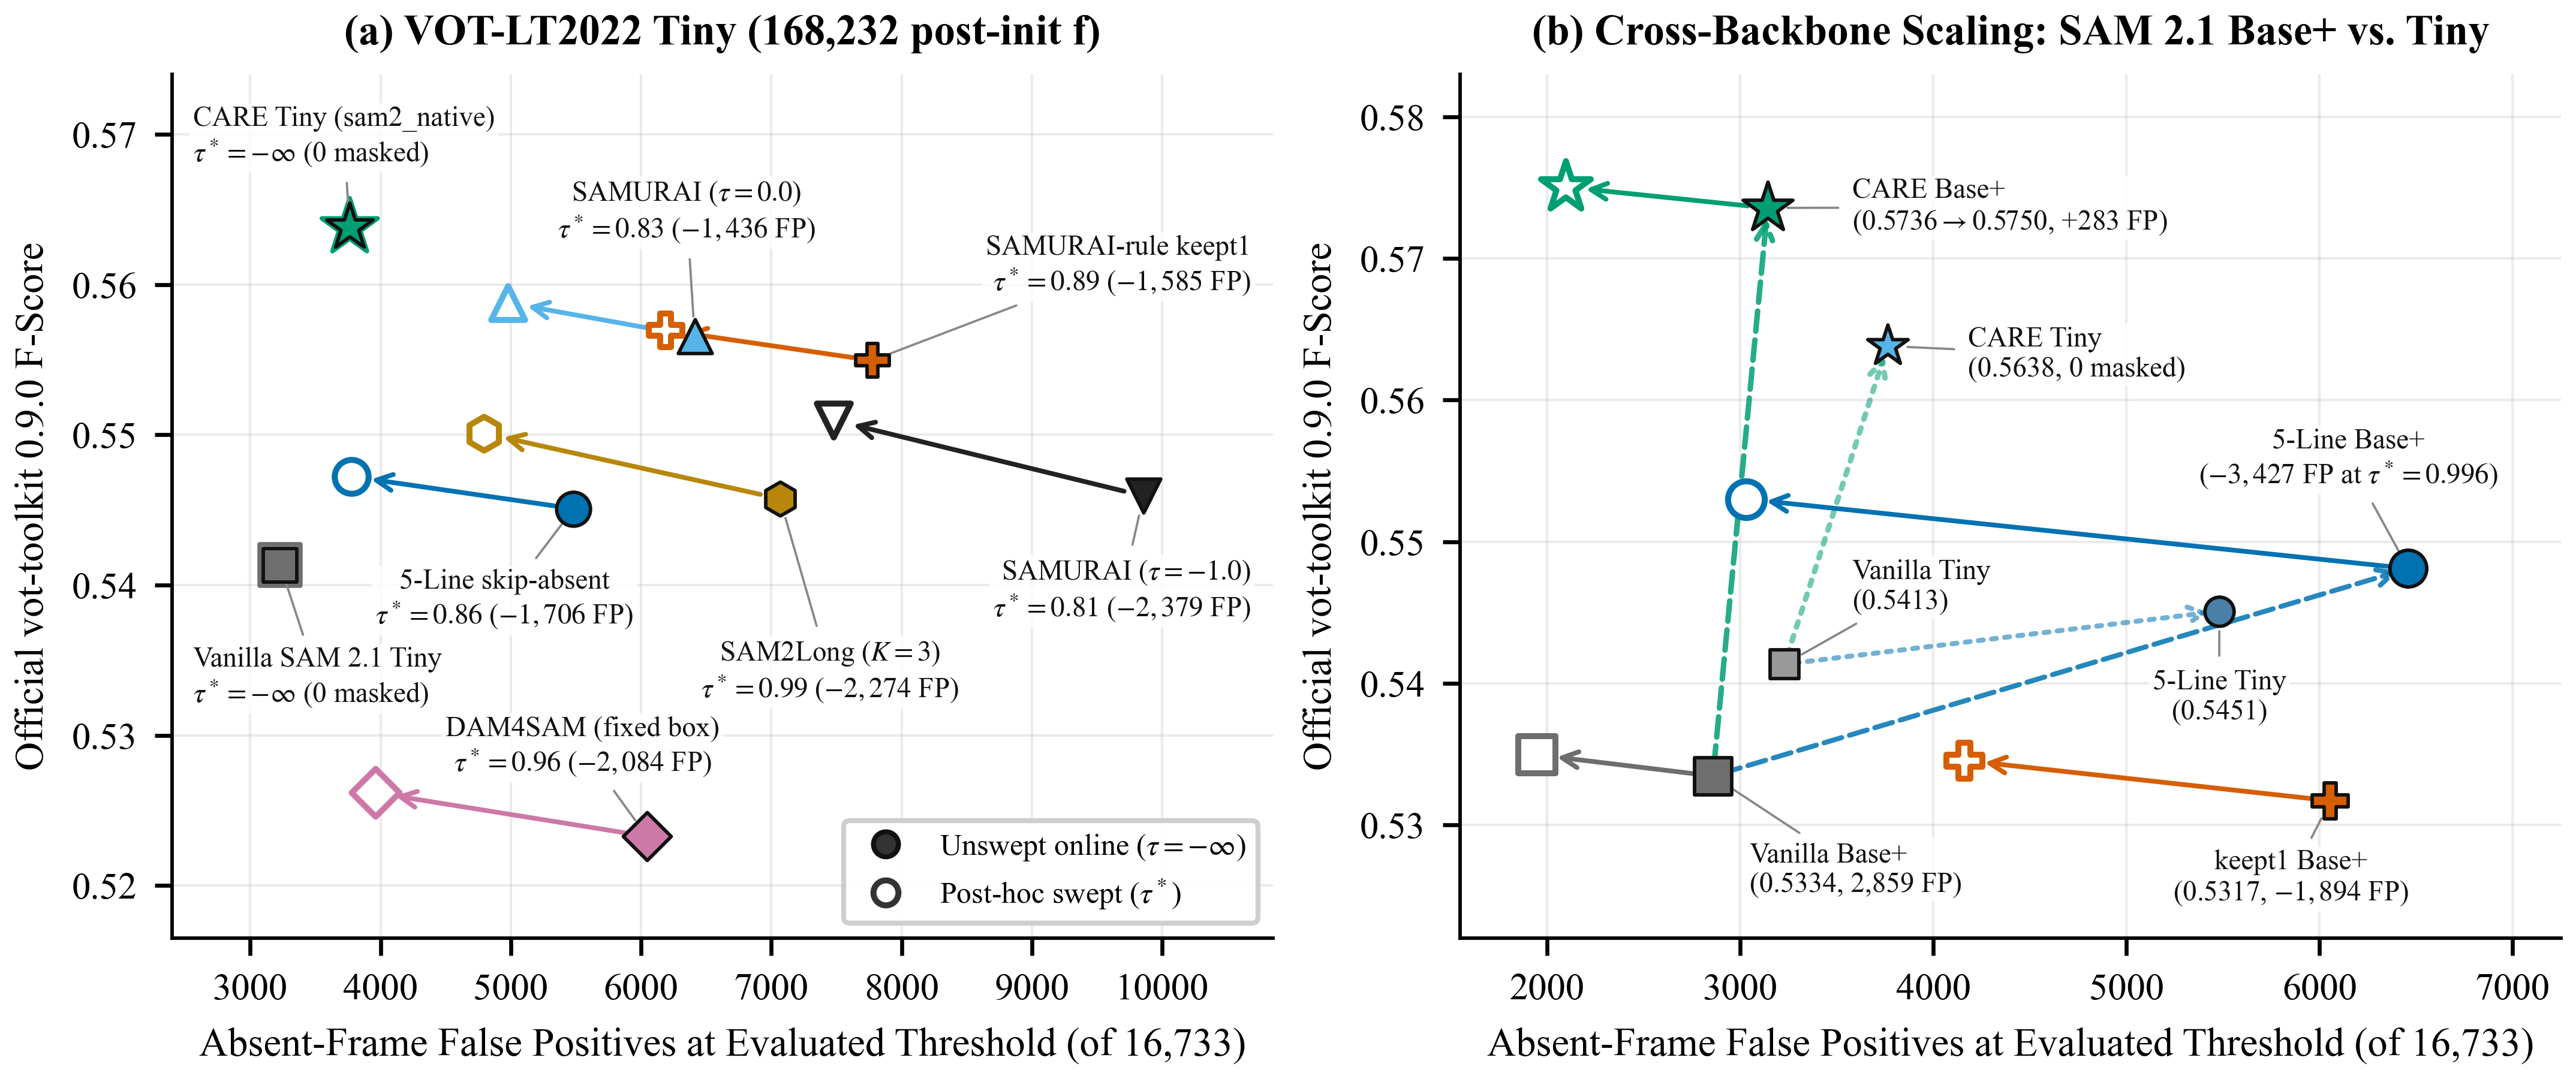 (a) VOT-LT2022 Tiny (168,232 post-init f)
Official vot-toolkit 0.9.0 F-Score
0.57
0.56
0.55
0.54
0.53
0.52
CARE Tiny (sam2_native)
τ* = −∞ (0 masked)
SAMURAI (τ = 0.0)
τ* = 0.83 (−1,436 FP)
SAMURAI-rule keept1
τ* = 0.89 (−1,585 FP)
5-Line skip-absent
τ* = 0.86 (−1,706 FP)
SAMURAI (τ = −1.0)
τ* = 0.81 (−2,379 FP)
Vanilla SAM 2.1 Tiny
τ* = −∞ (0 masked)
SAM2Long (K = 3)
τ* = 0.99 (−2,274 FP)
DAM4SAM (fixed box)
τ* = 0.96 (−2,084 FP)
Unswept online (τ = −∞)
Post-hoc swept (τ*)
3000 4000 5000 6000 7000 8000 9000 10000
Absent-Frame False Positives at Evaluated Threshold (of 16,733)
(b) Cross-Backbone Scaling: SAM 2.1 Base+ vs. Tiny
Official vot-toolkit 0.9.0 F-Score
0.58
0.57
0.56
0.55
0.54
0.53
CARE Base+
(0.5736 → 0.5750, +283 FP)
CARE Tiny
(0.5638, 0 masked)
5-Line Base+
(−3,427 FP at τ* = 0.996)
Vanilla Tiny
(0.5413)
5-Line Tiny
(0.5451)
Vanilla Base+
(0.5334, 2,859 FP)
keept1 Base+
(0.5317, −1,894 FP)
2000 3000 4000 5000 6000 7000
Absent-Frame False Positives at Evaluated Threshold (of 16,733)